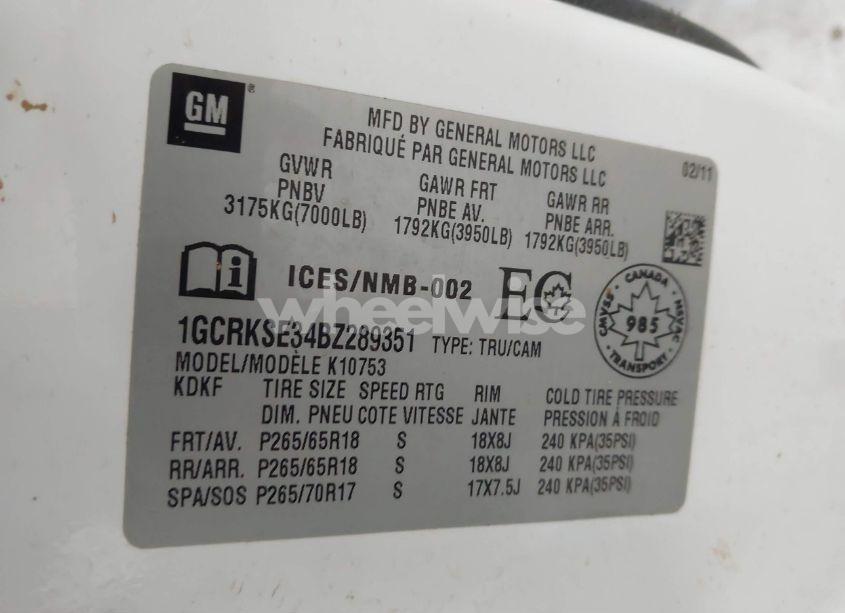 GM
MFD BY GENERAL MOTORS LLC
FABRIQUÉ PAR GENERAL MOTORS LLC
02/11
GVWR
PNBV
3175KG(7000LB)
GAWR FRT
PNBE AV.
1792KG(3950LB)
GAWR RR
PNBE ARR.
1792KG(3950LB)
ICES/NMB-002
EC
CANADA
CMVSS
NSVAC
985
TRANSPORT
wheelwise
1GCRKSE34BZ289351 TYPE: TRU/CAM
MODEL/MODÈLE K10753
KDKF TIRE SIZE SPEED RTG RIM COLD TIRE PRESSURE
DIM. PNEU COTE VITESSE JANTE PRESSION À FROID
FRT/AV. P265/65R18 S 18X8J 240 KPA(35PSI)
RR/ARR. P265/65R18 S 18X8J 240 KPA(35PSI)
SPA/SOS P265/70R17 S 17X7.5J 240 KPA(35PSI)